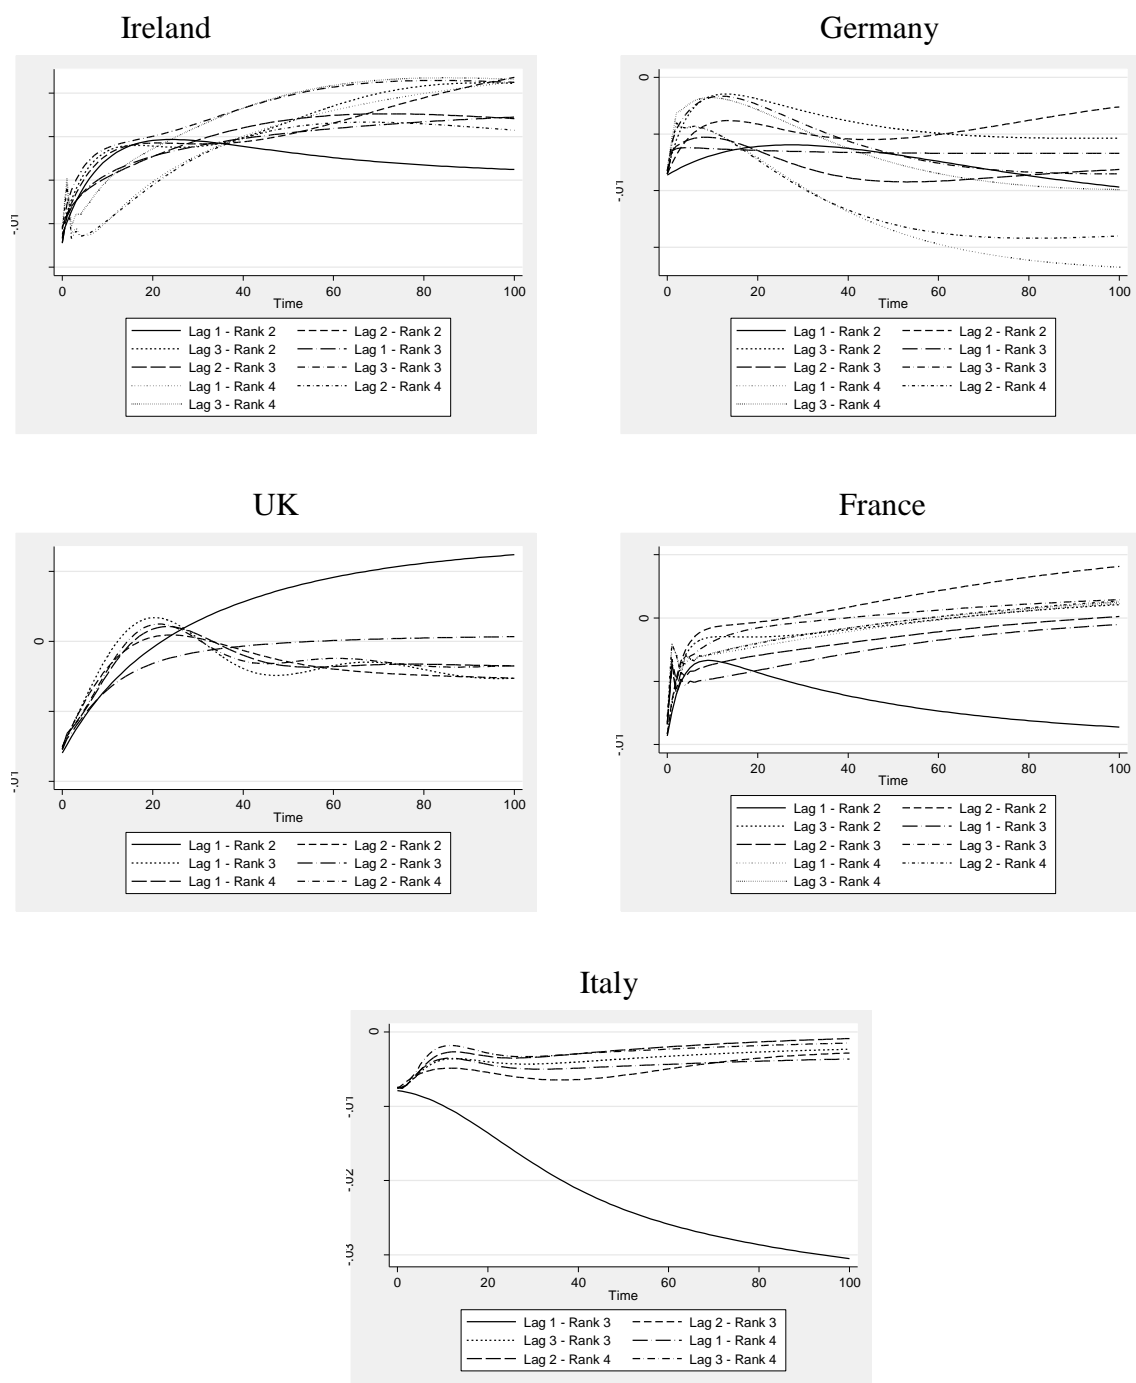 Ireland
-.01
0 20 40 60 80 100
Time
Lag 1 - Rank 2 Lag 2 - Rank 2
Lag 3 - Rank 2 Lag 1 - Rank 3
Lag 2 - Rank 3 Lag 3 - Rank 3
Lag 1 - Rank 4 Lag 2 - Rank 4
Lag 3 - Rank 4
Germany
0
-.01
0 20 40 60 80 100
Time
Lag 1 - Rank 2 Lag 2 - Rank 2
Lag 3 - Rank 2 Lag 1 - Rank 3
Lag 2 - Rank 3 Lag 3 - Rank 3
Lag 1 - Rank 4 Lag 2 - Rank 4
Lag 3 - Rank 4
UK
0
-.01
0 20 40 60 80 100
Time
Lag 1 - Rank 2 Lag 2 - Rank 2
Lag 1 - Rank 3 Lag 2 - Rank 3
Lag 1 - Rank 4 Lag 2 - Rank 4
France
0
-.01
0 20 40 60 80 100
Time
Lag 1 - Rank 2 Lag 2 - Rank 2
Lag 3 - Rank 2 Lag 1 - Rank 3
Lag 2 - Rank 3 Lag 3 - Rank 3
Lag 1 - Rank 4 Lag 2 - Rank 4
Lag 3 - Rank 4
Italy
0
-.01
-.02
-.03
0 20 40 60 80 100
Time
Lag 1 - Rank 3 Lag 2 - Rank 3
Lag 3 - Rank 3 Lag 1 - Rank 4
Lag 2 - Rank 4 Lag 3 - Rank 4